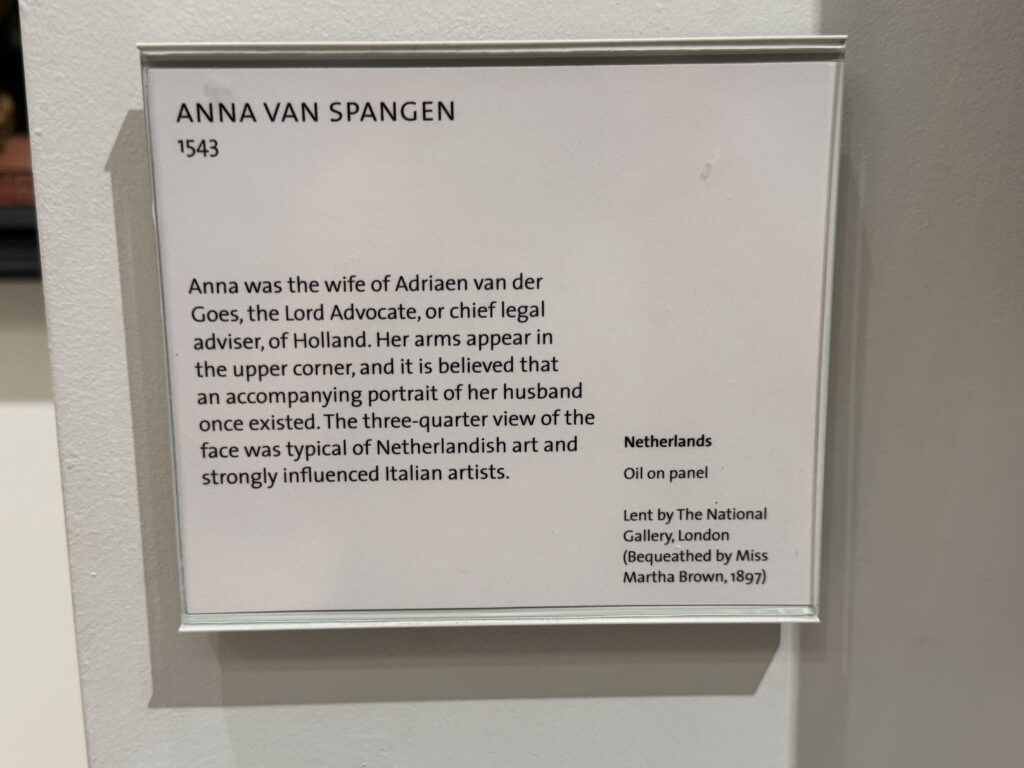 ANNA VAN SPANGEN
1543
Anna was the wife of Adriaen van der
Goes, the Lord Advocate, or chief legal
adviser, of Holland. Her arms appear in
the upper corner, and it is believed that
an accompanying portrait of her husband
once existed. The three-quarter view of the
face was typical of Netherlandish art and
strongly influenced Italian artists.
Netherlands
Oil on panel
Lent by The National
Gallery, London
(Bequeathed by Miss
Martha Brown, 1897)